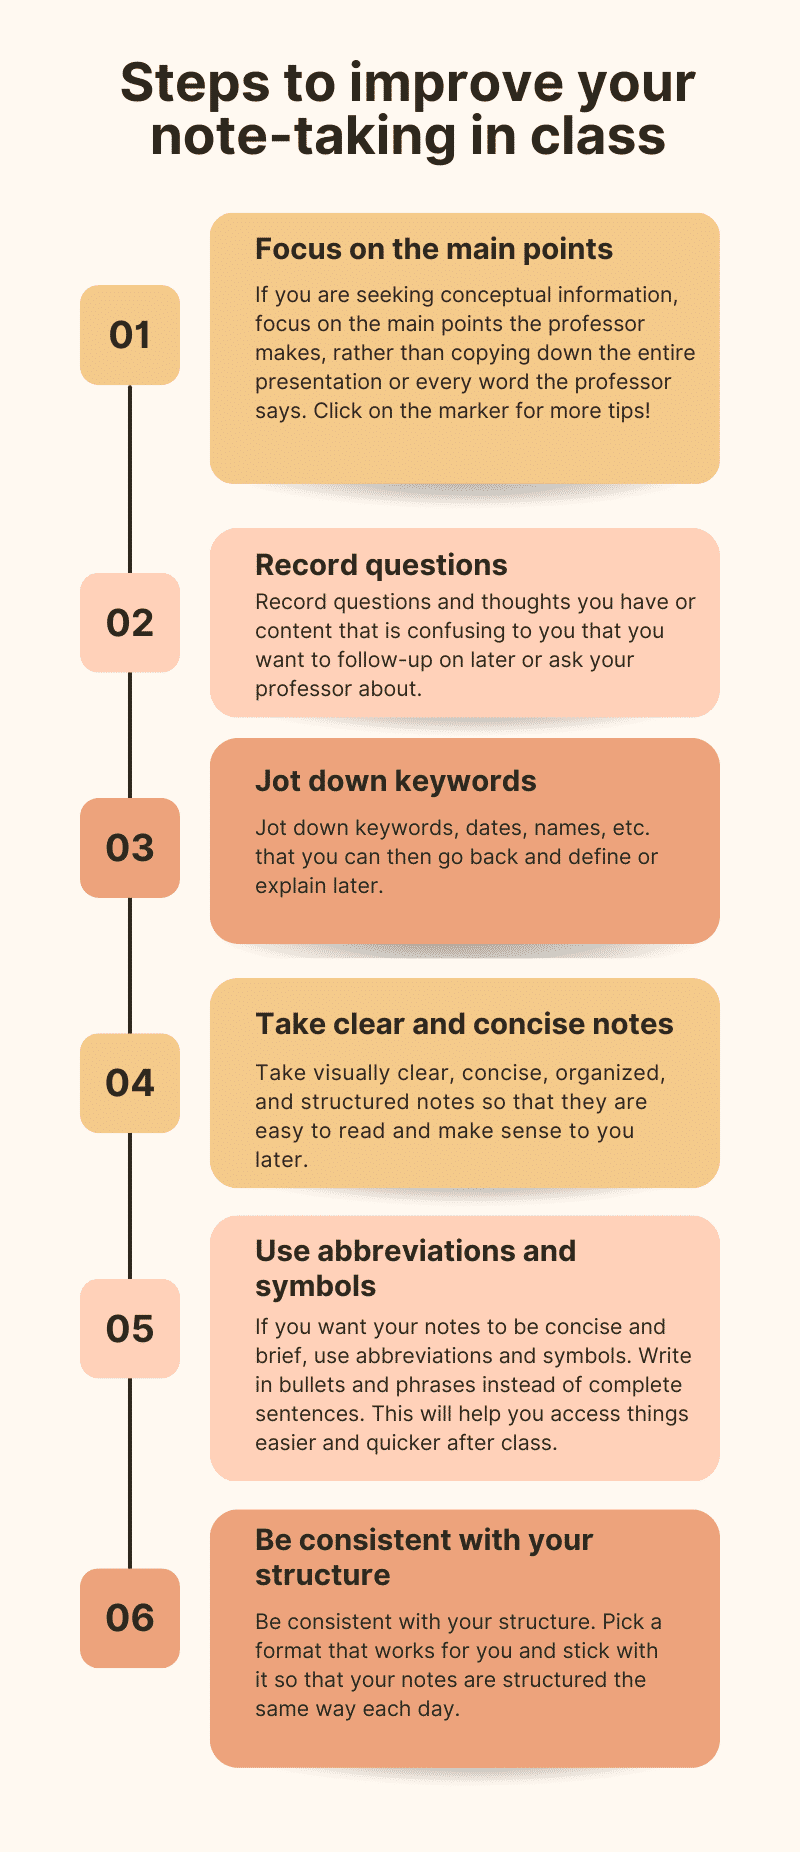 Steps to improve your
note-taking in class
01
Focus on the main points
If you are seeking conceptual information,
focus on the main points the professor
makes, rather than copying down the entire
presentation or every word the professor
says. Click on the marker for more tips!
02
Record questions
Record questions and thoughts you have or
content that is confusing to you that you
want to follow-up on later or ask your
professor about.
03
Jot down keywords
Jot down keywords, dates, names, etc.
that you can then go back and define or
explain later.
04
Take clear and concise notes
Take visually clear, concise, organized,
and structured notes so that they are
easy to read and make sense to you
later.
05
Use abbreviations and
symbols
If you want your notes to be concise and
brief, use abbreviations and symbols. Write
in bullets and phrases instead of complete
sentences. This will help you access things
easier and quicker after class.
06
Be consistent with your
structure
Be consistent with your structure. Pick a
format that works for you and stick with
it so that your notes are structured the
same way each day.